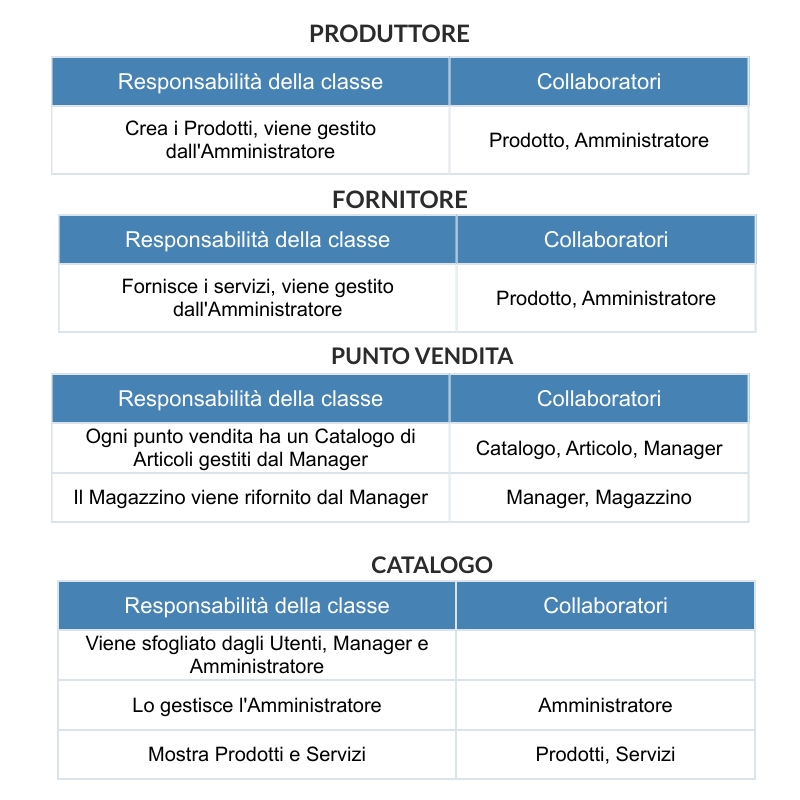 PRODUTTORE
Responsabilità della classe Collaboratori
Crea i Prodotti, viene gestito
dall'Amministratore
Prodotto, Amministratore
FORNITORE
Responsabilità della classe Collaboratori
Fornisce i servizi, viene gestito
dall'Amministratore
Prodotto, Amministratore
PUNTO VENDITA
Responsabilità della classe Collaboratori
Ogni punto vendita ha un Catalogo di
Articoli gestiti dal Manager
Catalogo, Articolo, Manager
Il Magazzino viene rifornito dal Manager Manager, Magazzino
CATALOGO
Responsabilità della classe Collaboratori
Viene sfogliato dagli Utenti, Manager e
Amministratore
Lo gestisce l'Amministratore Amministratore
Mostra Prodotti e Servizi Prodotti, Servizi